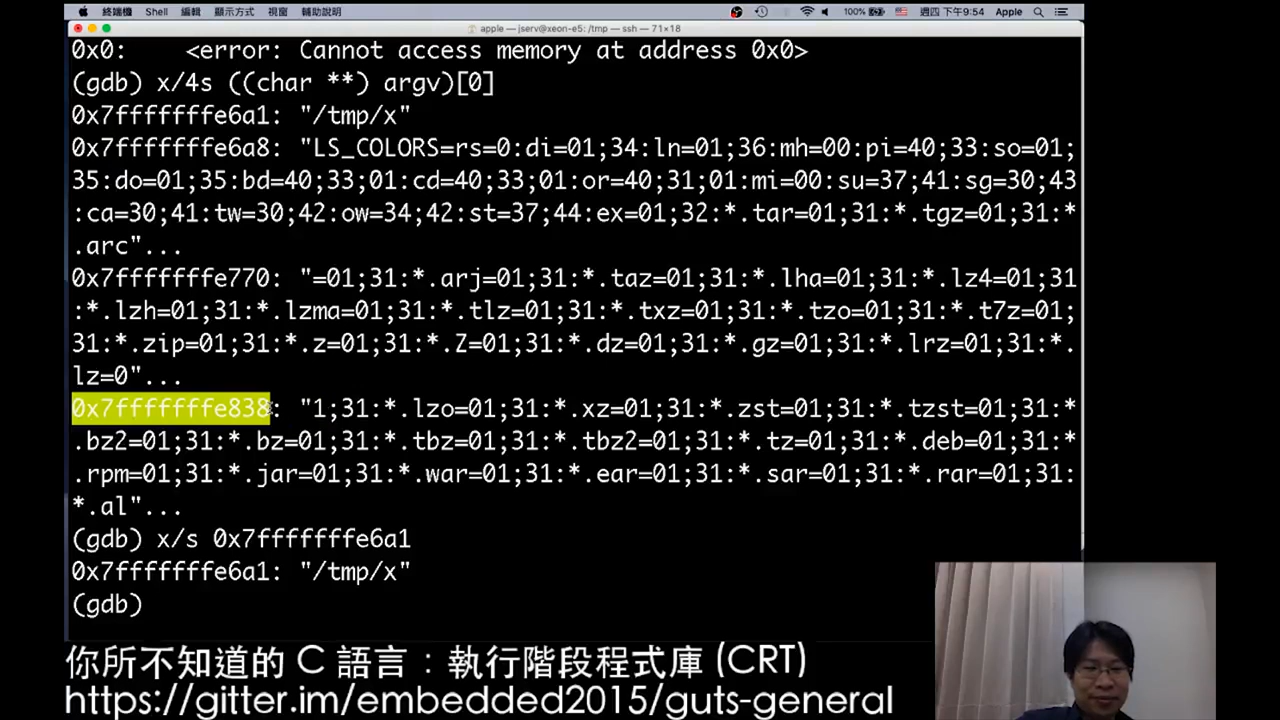 終端機 Shell 編輯 顯示方式 視窗 輔助說明 100% 週四 下午9:54 Apple
apple — jserv@xeon-e5: /tmp — ssh — 71×18
0x0:    <error: Cannot access memory at address 0x0>
(gdb) x/4s ((char **) argv)[0]
0x7fffffffe6a1: "/tmp/x"
0x7fffffffe6a8: "LS_COLORS=rs=0:di=01;34:ln=01;36:mh=00:pi=40;33:so=01;
35:do=01;35:bd=40;33;01:cd=40;33;01:or=40;31;01:mi=00:su=37;41:sg=30;43
:ca=30;41:tw=30;42:ow=34;42:st=37;44:ex=01;32:*.tar=01;31:*.tgz=01;31:*
.arc"...
0x7fffffffe770: "=01;31:*.arj=01;31:*.taz=01;31:*.lha=01;31:*.lz4=01;31
:*.lzh=01;31:*.lzma=01;31:*.tlz=01;31:*.txz=01;31:*.tzo=01;31:*.t7z=01;
31:*.zip=01;31:*.z=01;31:*.Z=01;31:*.dz=01;31:*.gz=01;31:*.lrz=01;31:*.
lz=0"...
0x7fffffffe838: "1;31:*.lzo=01;31:*.xz=01;31:*.zst=01;31:*.tzst=01;31:*
.bz2=01;31:*.bz=01;31:*.tbz=01;31:*.tbz2=01;31:*.tz=01;31:*.deb=01;31:*
.rpm=01;31:*.jar=01;31:*.war=01;31:*.ear=01;31:*.sar=01;31:*.rar=01;31:
*.al"...
(gdb) x/s 0x7fffffffe6a1
0x7fffffffe6a1: "/tmp/x"
(gdb)
你所不知道的 C 語言：執行階段程式庫 (CRT)
https://gitter.im/embedded2015/guts-general